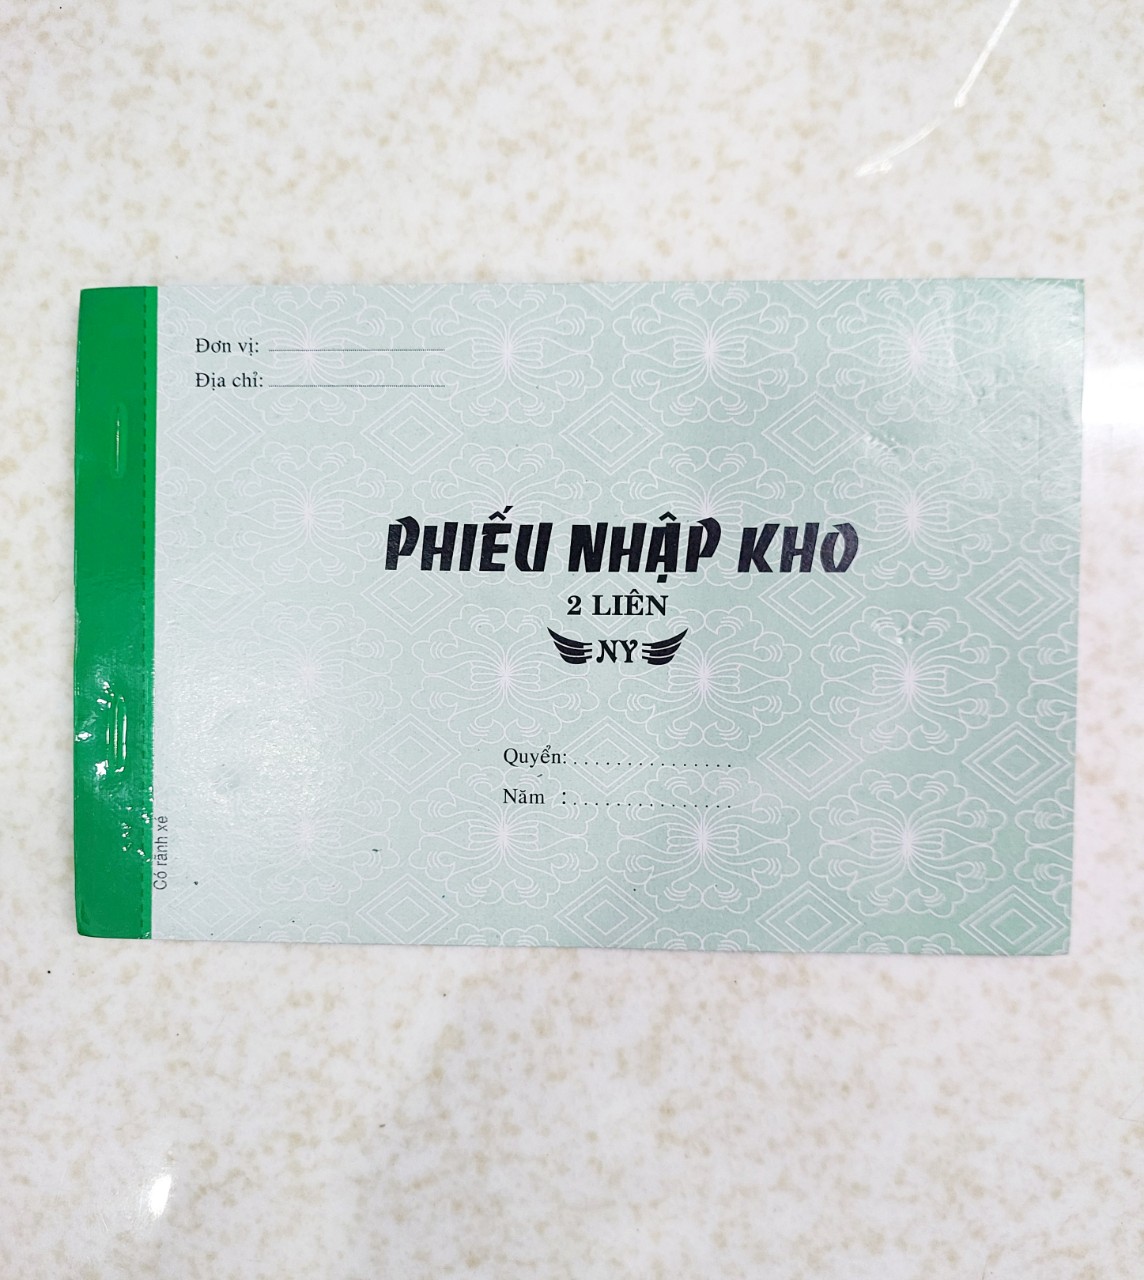 Đơn vị: ........................
Địa chỉ: ........................
PHIẾU NHẬP KHO
2 LIÊN
NY
Quyển: ...............
Năm : ...............
Có rãnh xé